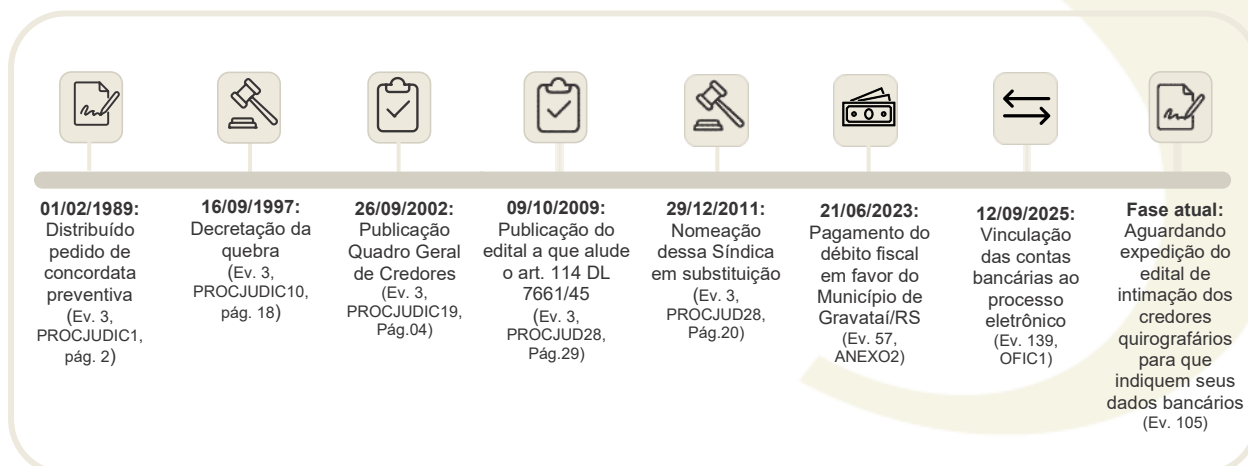 01/02/1989:
Distribuído
pedido de
concordata
preventiva
(Ev. 3,
PROCJUDIC1,
pág. 2)
16/09/1997:
Decretação da
quebra
(Ev. 3,
PROCJUDIC10,
pág. 18)
26/09/2002:
Publicação
Quadro Geral
de Credores
(Ev. 3,
PROCJUDIC19,
Pág.04)
09/10/2009:
Publicação do
edital a que alude
o art. 114 DL
7661/45
(Ev. 3,
PROCJUD28,
Pág.29)
29/12/2011:
Nomeação
dessa Síndica
em substituição
(Ev. 3,
PROCJUD28,
Pág.20)
21/06/2023:
Pagamento do
débito fiscal
em favor do
Município de
Gravataí/RS
(Ev. 57,
ANEXO2)
12/09/2025:
Vinculação
das contas
bancárias ao
processo
eletrônico
(Ev. 139,
OFIC1)
Fase atual:
Aguardando
expedição do
edital de
intimação dos
credores
quirografários
para que
indiquem seus
dados bancários
(Ev. 105)